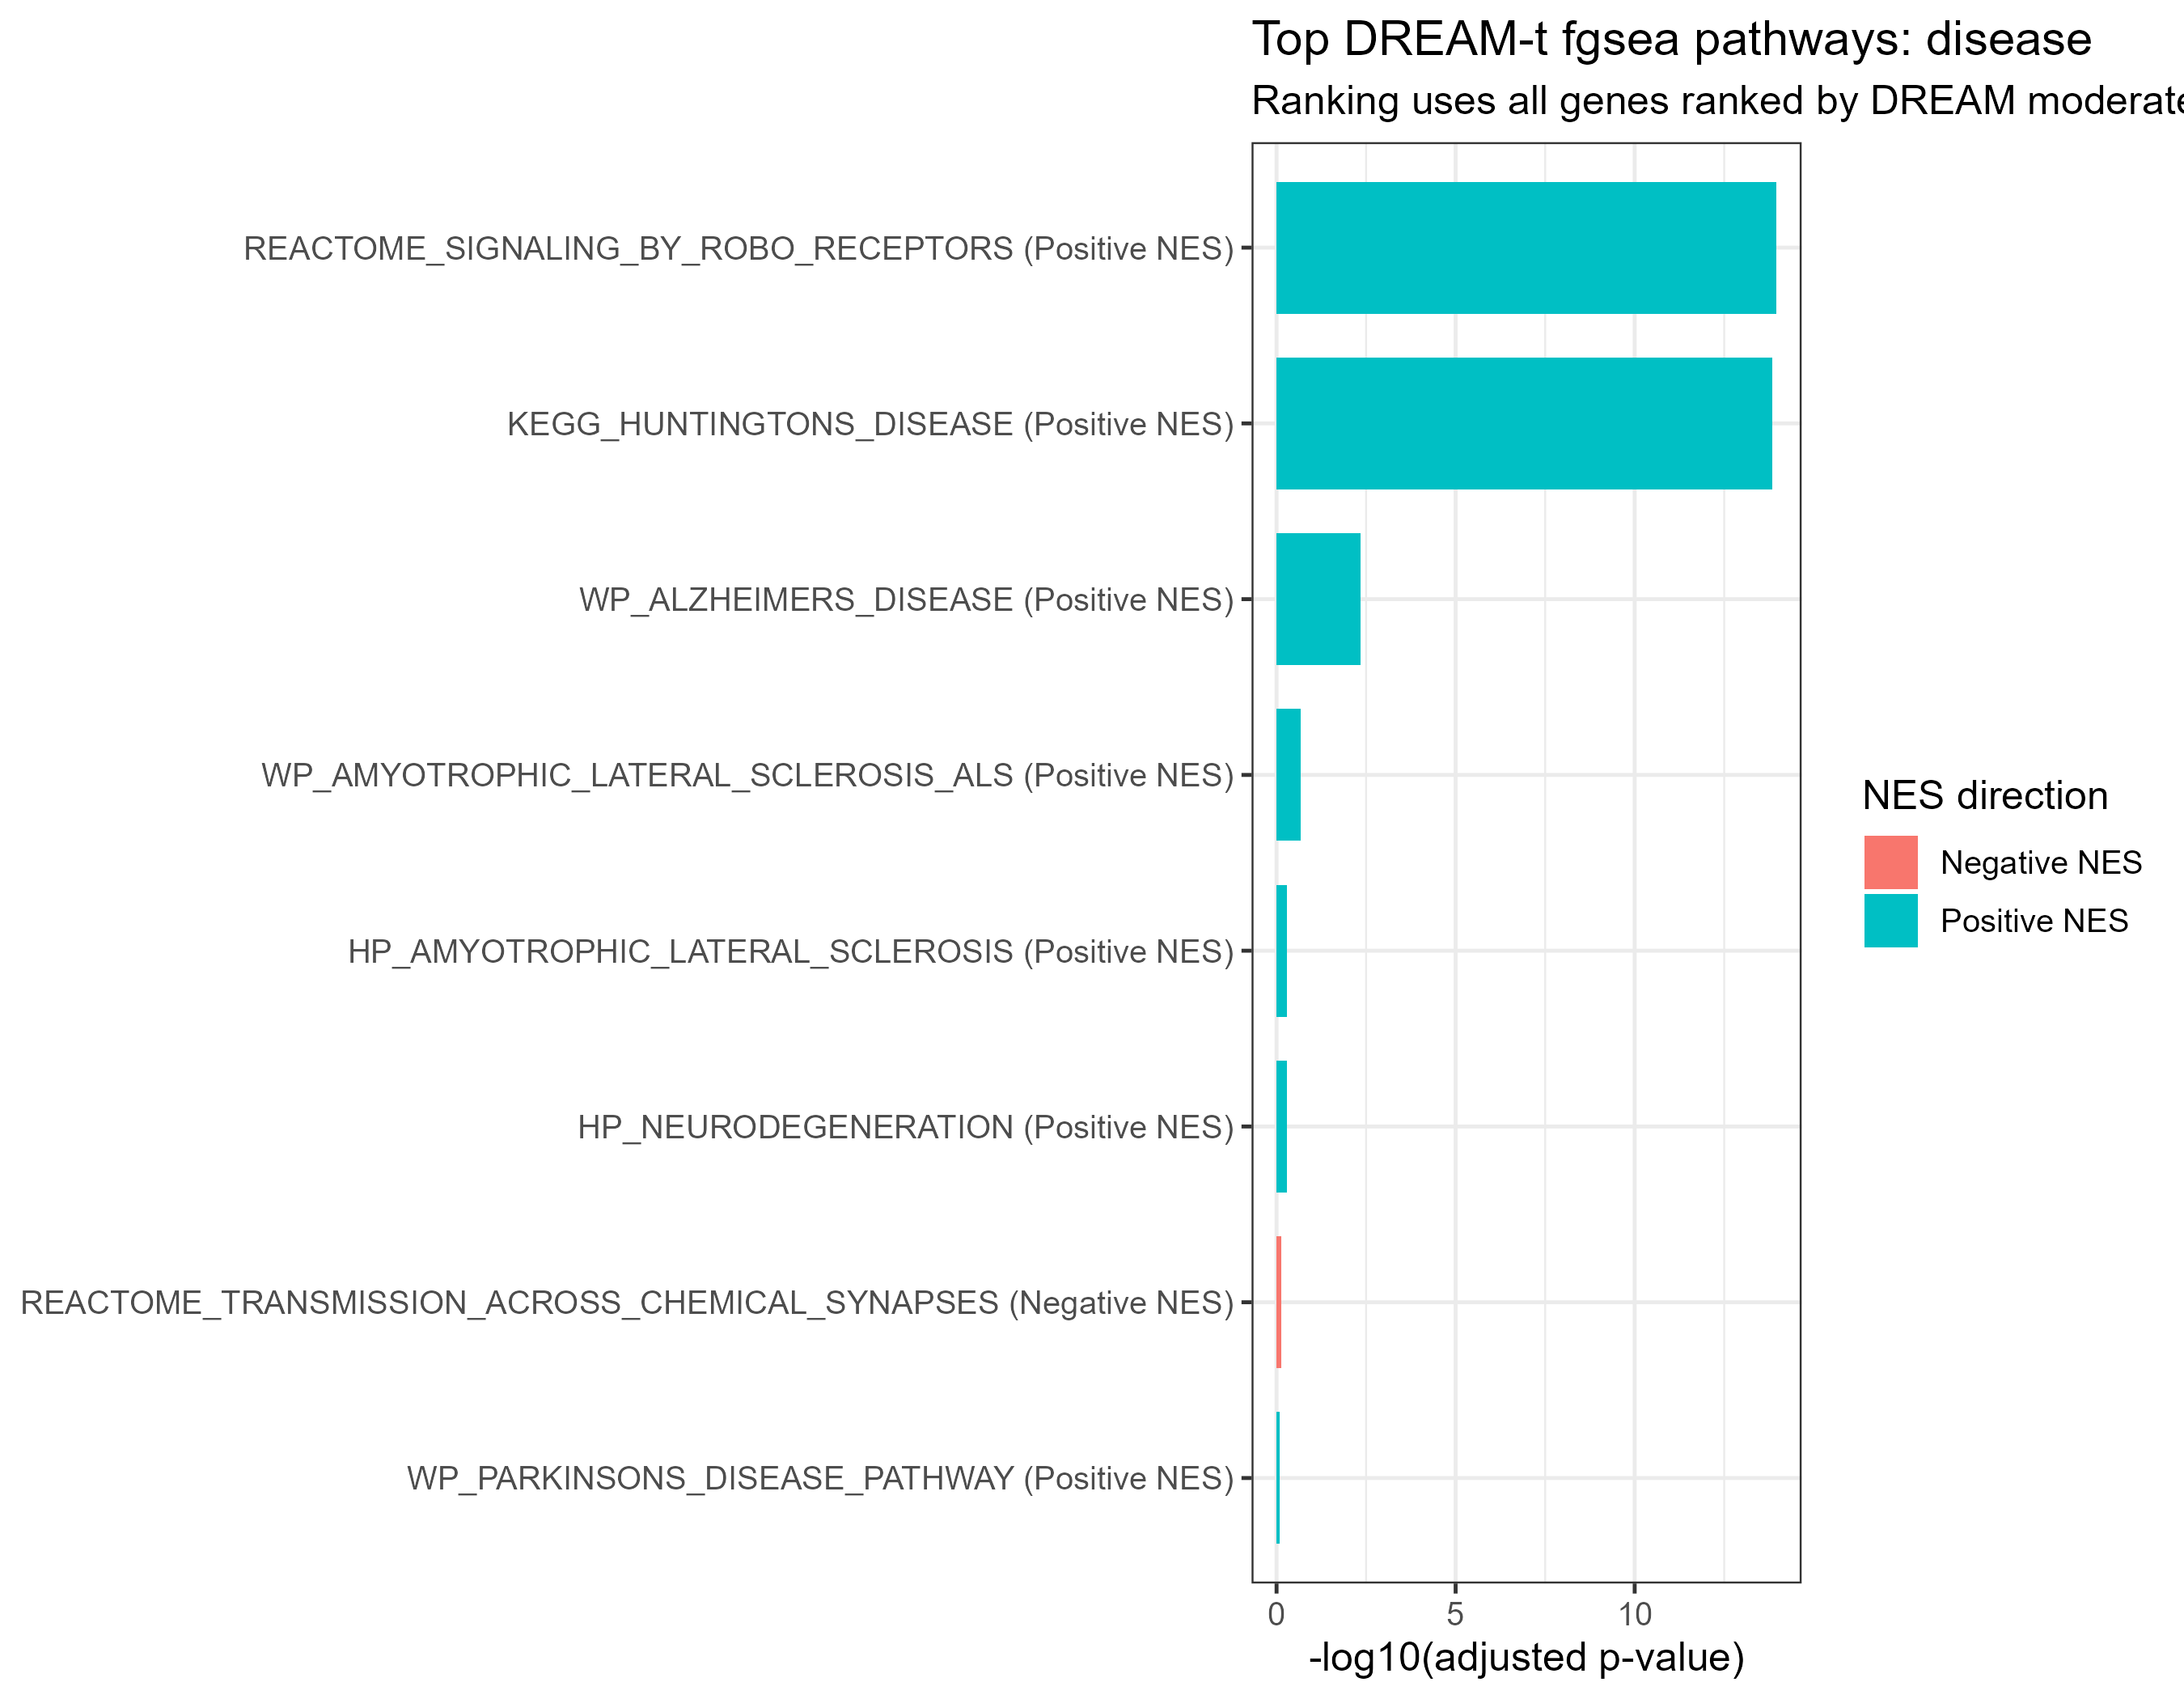 Top DREAM-t fgsea pathways: disease
Ranking uses all genes ranked by DREAM moderate
REACTOME_SIGNALING_BY_ROBO_RECEPTORS (Positive NES)
KEGG_HUNTINGTONS_DISEASE (Positive NES)
WP_ALZHEIMERS_DISEASE (Positive NES)
WP_AMYOTROPHIC_LATERAL_SCLEROSIS_ALS (Positive NES)
HP_AMYOTROPHIC_LATERAL_SCLEROSIS (Positive NES)
HP_NEURODEGENERATION (Positive NES)
REACTOME_TRANSMISSION_ACROSS_CHEMICAL_SYNAPSES (Negative NES)
WP_PARKINSONS_DISEASE_PATHWAY (Positive NES)
0 5 10
-log10(adjusted p-value)
NES direction
Negative NES
Positive NES